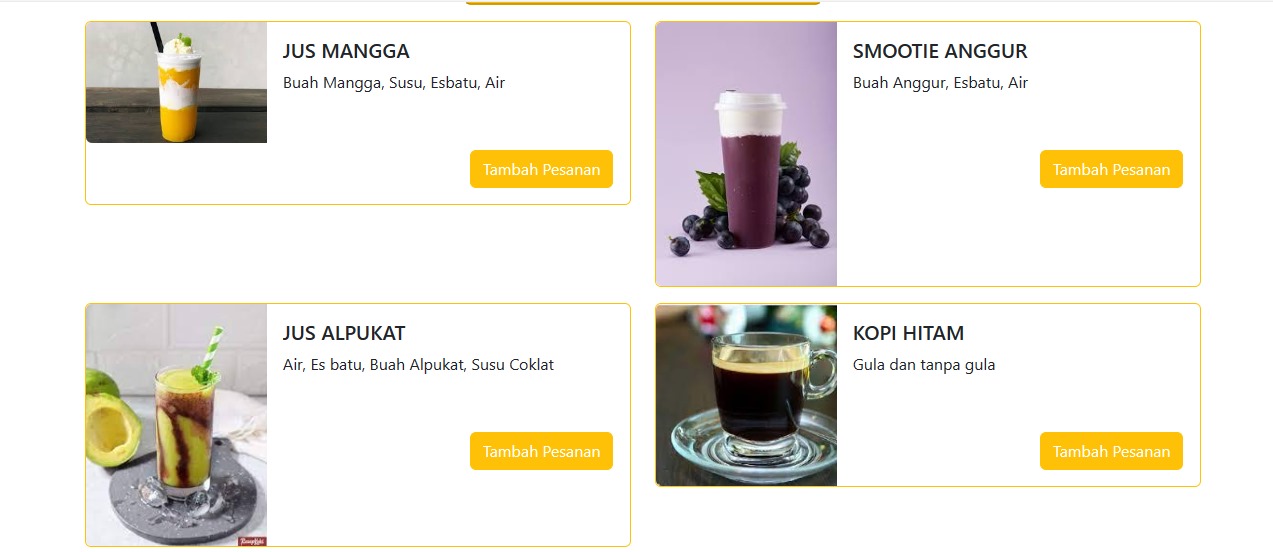 JUS MANGGA
Buah Mangga, Susu, Esbatu, Air
Tambah Pesanan
SMOOTIE ANGGUR
Buah Anggur, Esbatu, Air
Tambah Pesanan
JUS ALPUKAT
Air, Es batu, Buah Alpukat, Susu Coklat
Tambah Pesanan
KOPI HITAM
Gula dan tanpa gula
Tambah Pesanan